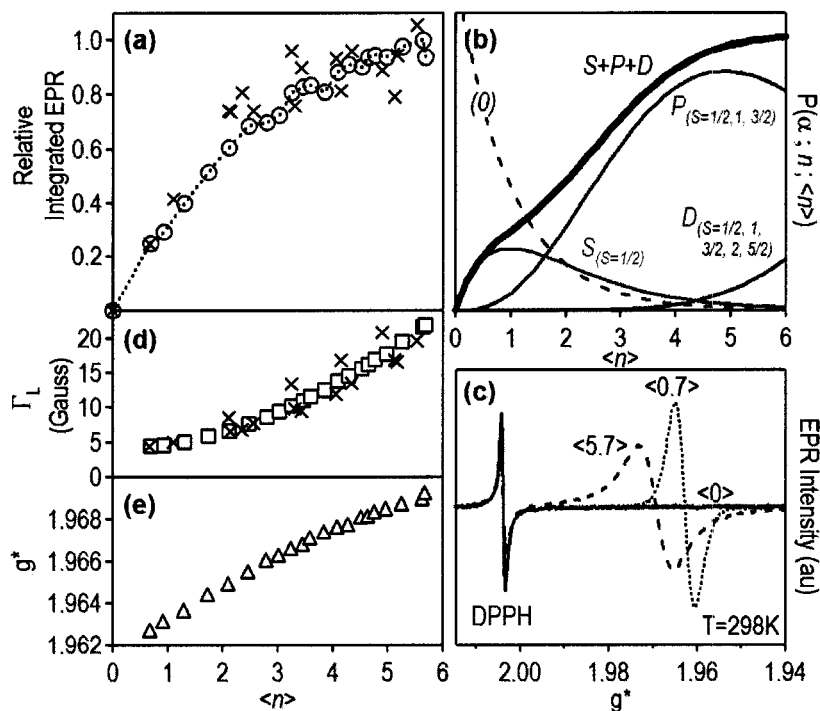 (a)
Relative
Integrated EPR
1.0
0.8
0.6
0.4
0.2
(b)
(0)
S+P+D
P(S=1/2,1, 3/2)
S(S=1/2)
D(S=1/2, 1,
3/2, 2, 5/2)
P(α ; n ; <n>)
0 1 2 3 4 5 6
<n>
(d)
ΓL
(Gauss)
20
15
10
5
0
(e)
g*
1.968
1.966
1.964
1.962
0 1 2 3 4 5 6
<n>
(c)
<0.7>
<5.7>
<0>
DPPH
T=298K
EPR Intensity (au)
2.00 1.98 1.96 1.94
g*